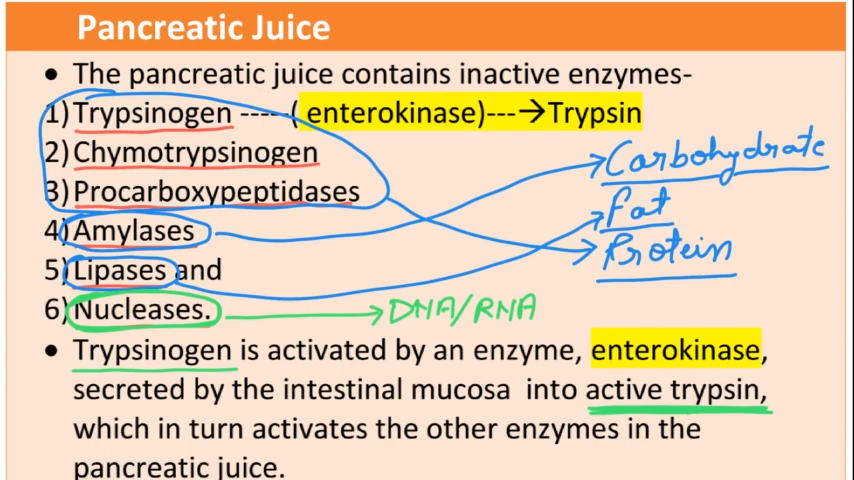 Pancreatic Juice
• The pancreatic juice contains inactive enzymes-
1) Trypsinogen -----( enterokinase)---→Trypsin
2) Chymotrypsinogen
Carbohydrate
3) Procarboxypeptidases
Fat
4) Amylases
Protein
5) Lipases and
6) Nucleases. → DNA/RNA
• Trypsinogen is activated by an enzyme, enterokinase,
secreted by the intestinal mucosa into active trypsin,
which in turn activates the other enzymes in the
pancreatic juice.